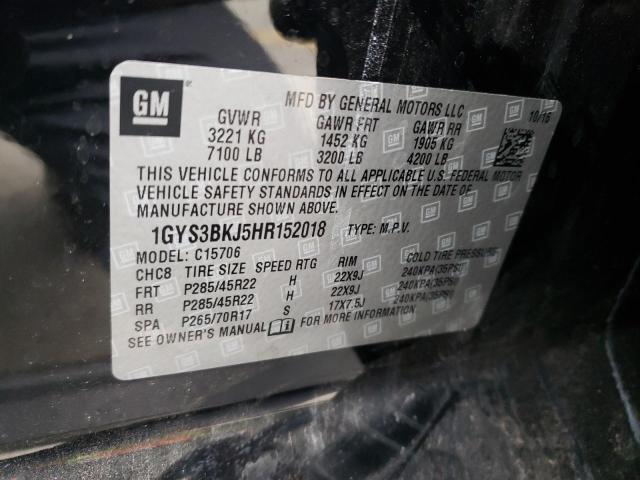 GM
MFD BY GENERAL MOTORS LLC
10/16
GVWR GAWR FRT GAWR RR
3221 KG 1452 KG 1905 KG
7100 LB 3200 LB 4200 LB
THIS VEHICLE CONFORMS TO ALL APPLICABLE U.S. FEDERAL MOTOR
VEHICLE SAFETY STANDARDS IN EFFECT ON THE DATE OF
MANUFACTURE SHOWN ABOVE.
1GYS3BKJ5HR152018 TYPE: M.P.V.
MODEL: C15706
CHC8 TIRE SIZE SPEED RTG RIM COLD TIRE PRESSURE
FRT P285/45R22 H 22X9J 240KPA(35PSI)
RR P285/45R22 H 22X9J 240KPA(35PSI)
SPA P265/70R17 S 17X7.5J 240KPA(35PSI)
SEE OWNER'S MANUAL FOR MORE INFORMATION.